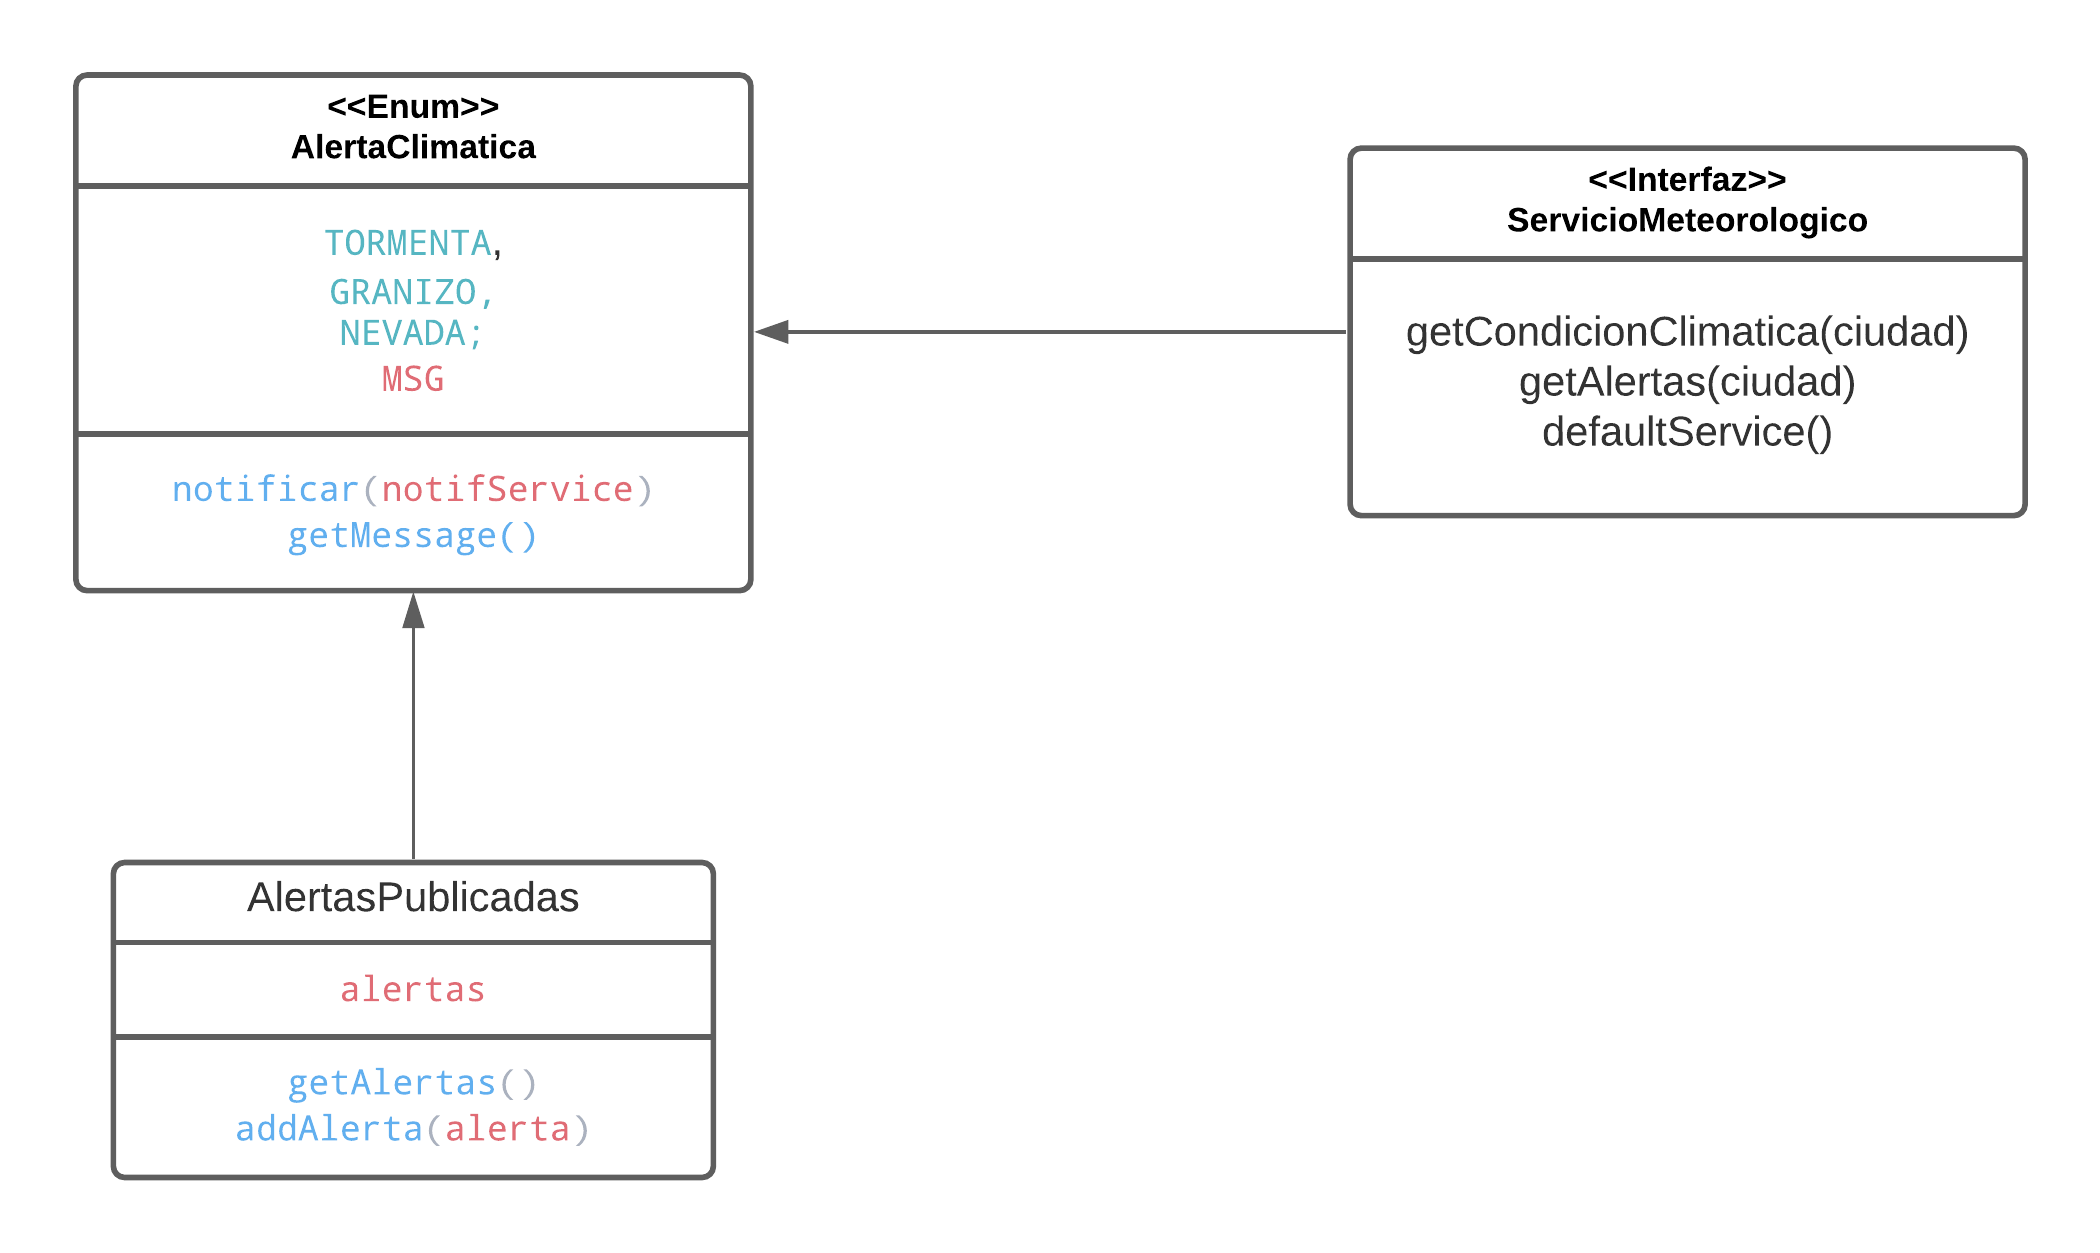 <<Enum>>
AlertaClimatica
TORMENTA,
GRANIZO,
NEVADA;
MSG
notificar(notifService)
getMessage()
<<Interfaz>>
ServicioMeteorologico
getCondicionClimatica(ciudad)
getAlertas(ciudad)
defaultService()
AlertasPublicadas
alertas
getAlertas()
addAlerta(alerta)